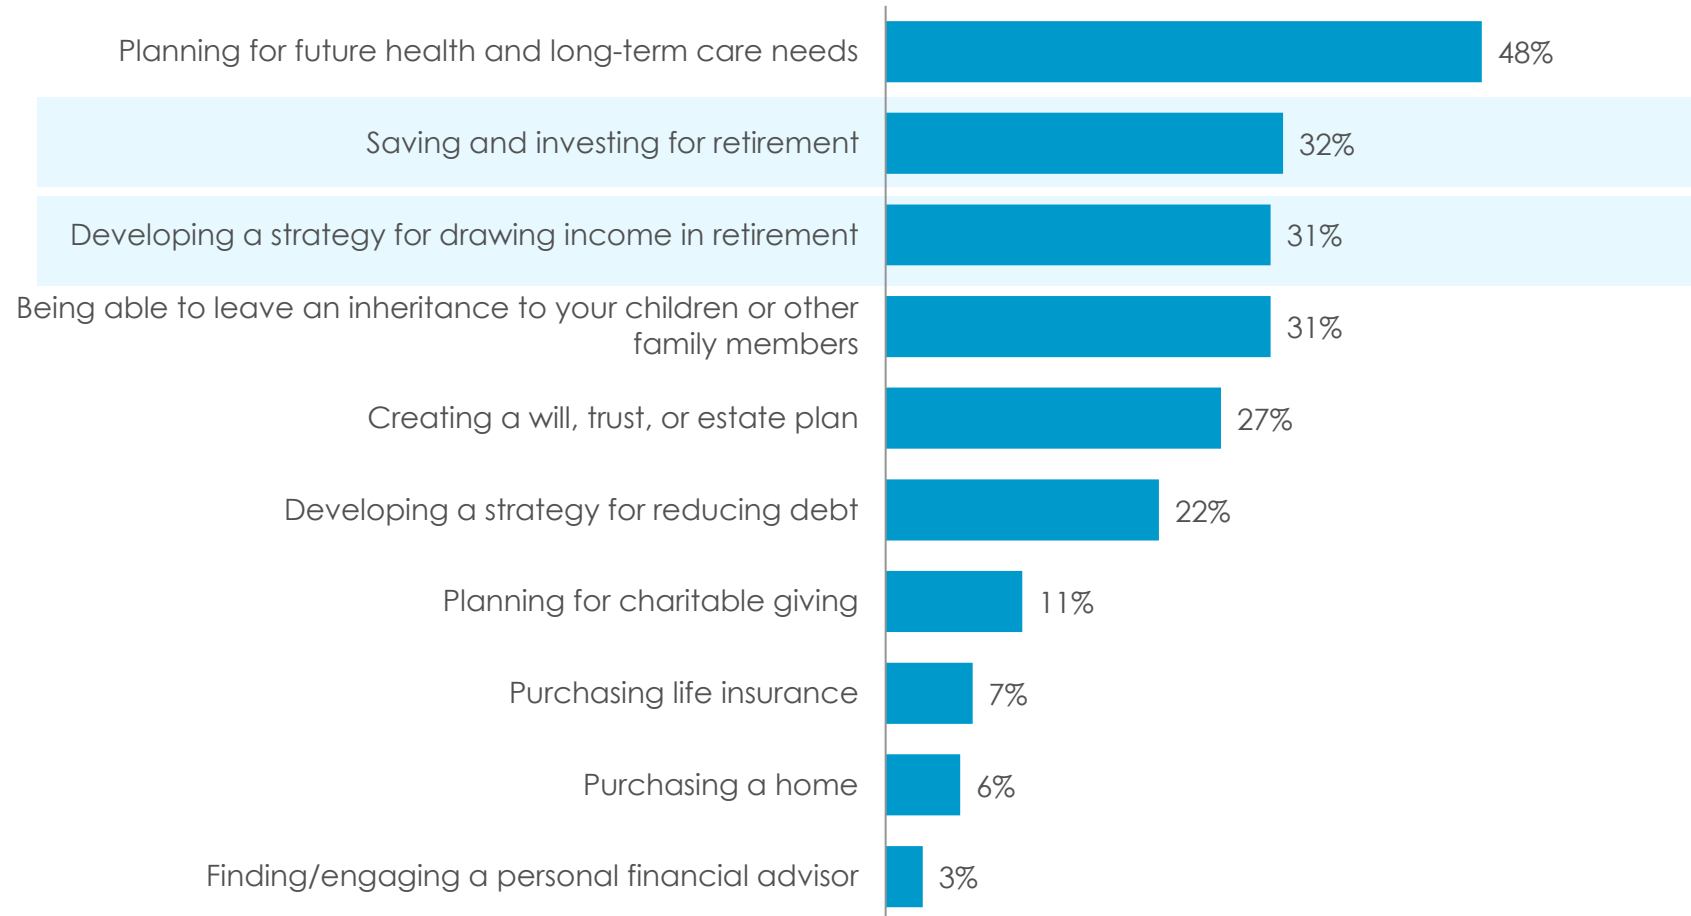 Planning for future health and long-term care needs
48%
Saving and investing for retirement
32%
Developing a strategy for drawing income in retirement
31%
Being able to leave an inheritance to your children or other
family members
31%
Creating a will, trust, or estate plan
27%
Developing a strategy for reducing debt
22%
Planning for charitable giving
11%
Purchasing life insurance
7%
Purchasing a home
6%
Finding/engaging a personal financial advisor
3%